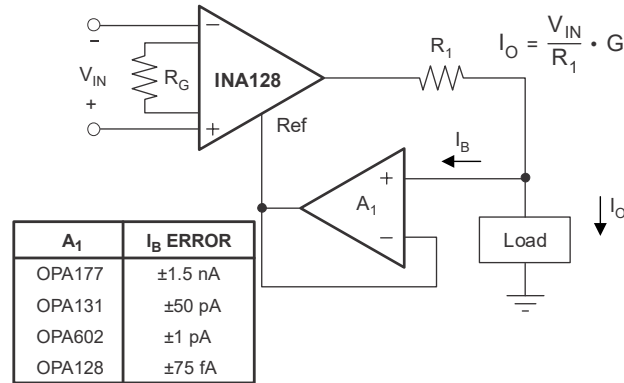 −
V_IN
+
R_G
−
INA128
+
Ref
R_1
I_O = V_IN / R_1 • G
I_B
+
A_1
−
Load
I_O
A_1 I_B ERROR
OPA177 ±1.5 nA
OPA131 ±50 pA
OPA602 ±1 pA
OPA128 ±75 fA